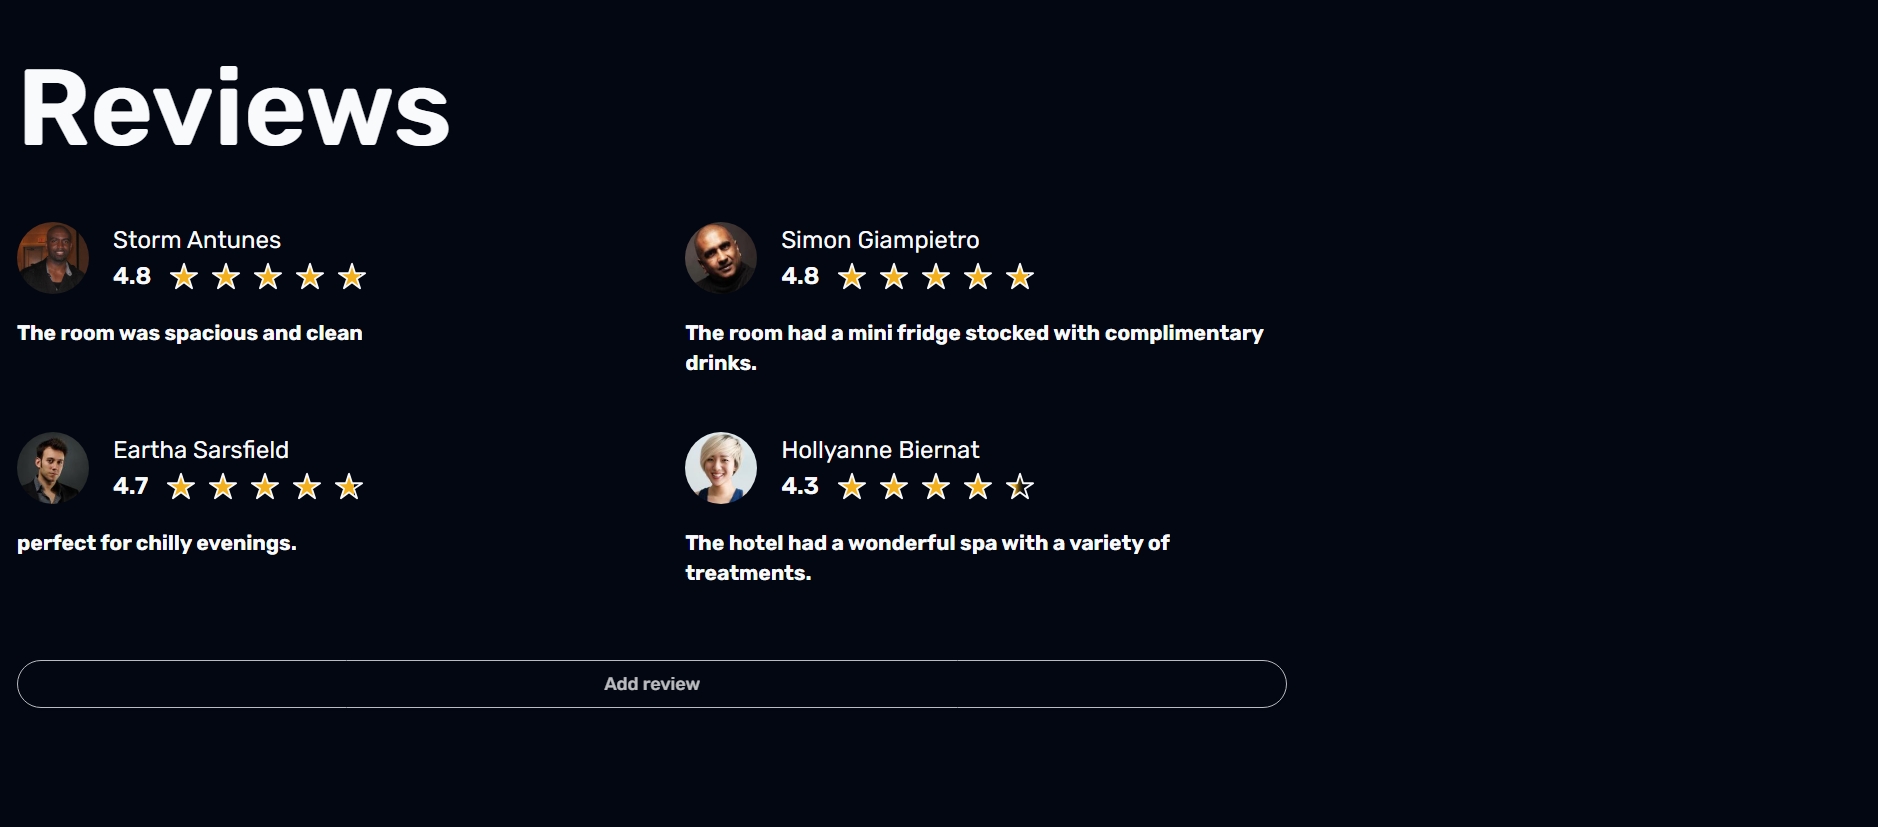 Reviews
Storm Antunes
4.8
The room was spacious and clean
Simon Giampietro
4.8
The room had a mini fridge stocked with complimentary
drinks.
Eartha Sarsfield
4.7
perfect for chilly evenings.
Hollyanne Biernat
4.3
The hotel had a wonderful spa with a variety of
treatments.
Add review